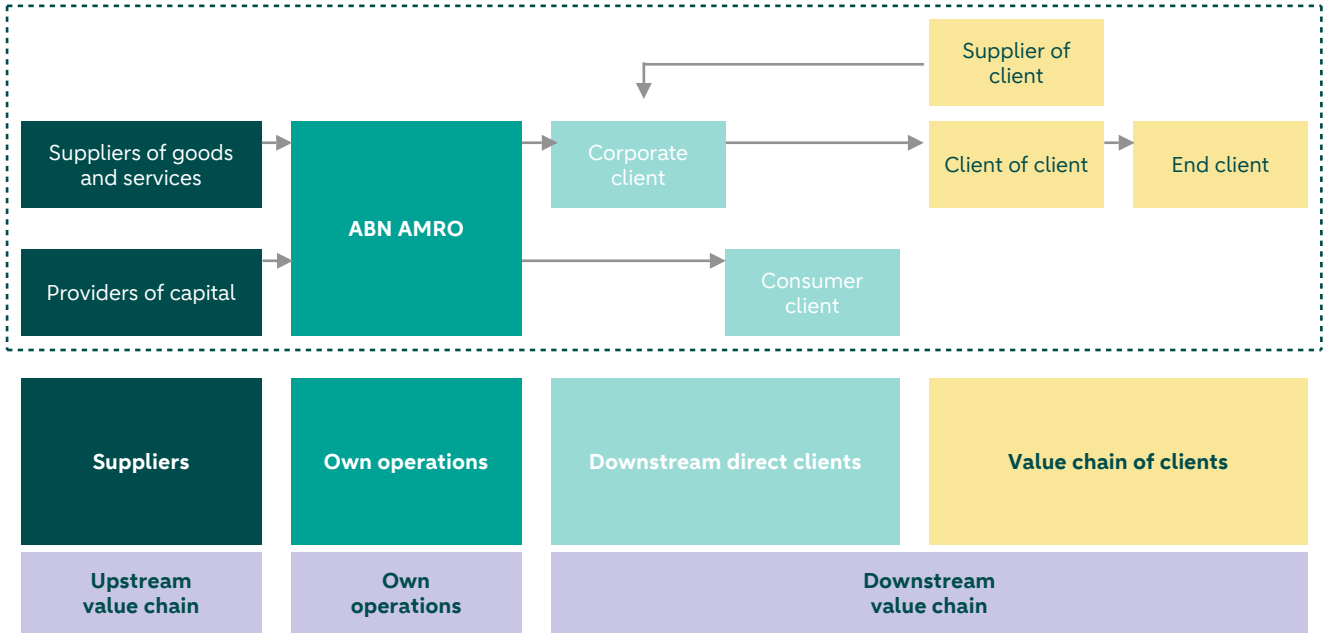 Supplier of
client
Suppliers of goods
and services
ABN AMRO
Corporate
client
Client of client
End client
Providers of capital
Consumer
client
Suppliers
Own operations
Downstream direct clients
Value chain of clients
Upstream
value chain
Own
operations
Downstream
value chain